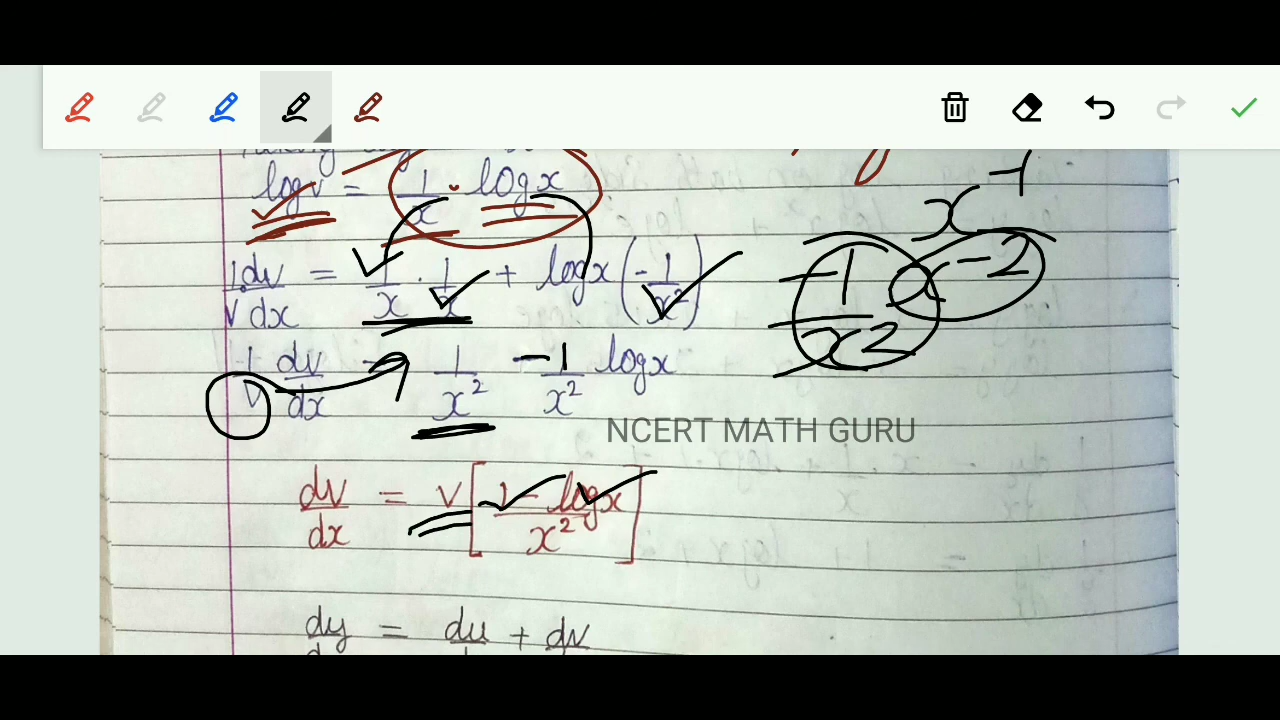 log v = 1/x · log x
x⁻¹
1/v dv/dx = 1/x · 1/x + log x (-1/x²)
-1 x⁻²
x²
1/v dv/dx = 1/x² - 1/x² log x
NCERT MATH GURU
dv/dx = v [1 - log x / x²]
dy = du + dv